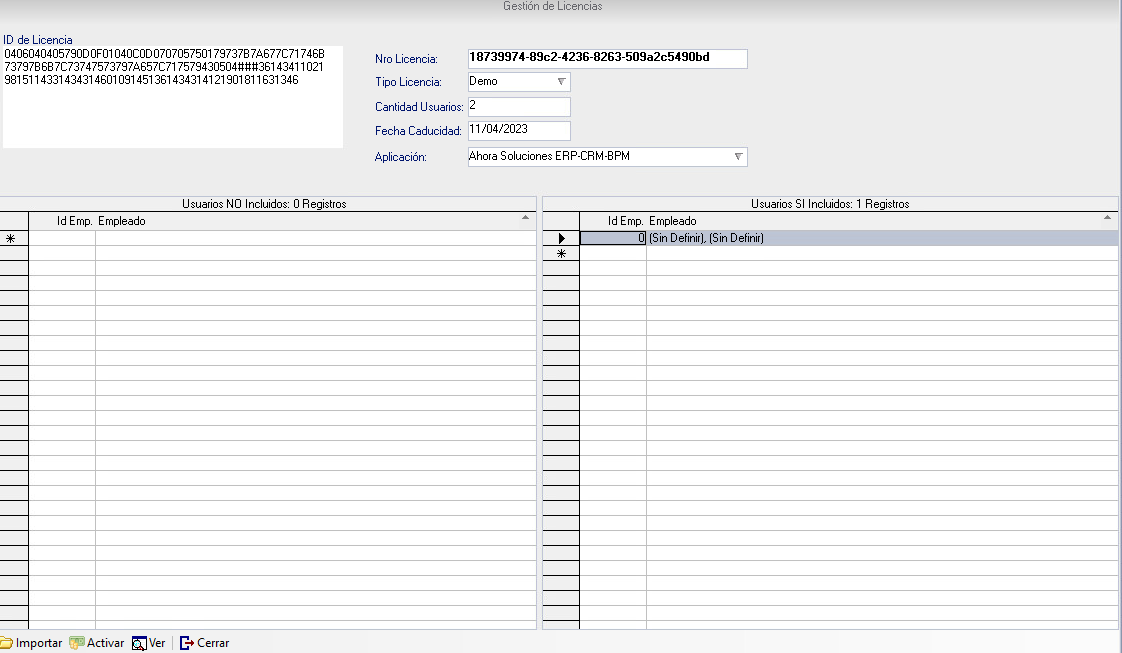 Gestión de Licencias
ID de Licencia
0406040405790D0F01040C0D070705750179737B7A677C71746B
73797B6B7C73747573797A657C717579430504###36143411021
9815114331434314601091451361434314121901811631346
Nro Licencia: 18739974-89c2-4236-8263-509a2c5490bd
Tipo Licencia: Demo
Cantidad Usuarios: 2
Fecha Caducidad: 11/04/2023
Aplicación: Ahora Soluciones ERP-CRM-BPM
Usuarios NO Incluidos: 0 Registros
Id Emp. Empleado
Usuarios SI Incluidos: 1 Registros
Id Emp. Empleado
0 (Sin Definir), (Sin Definir)
Importar Activar Ver Cerrar